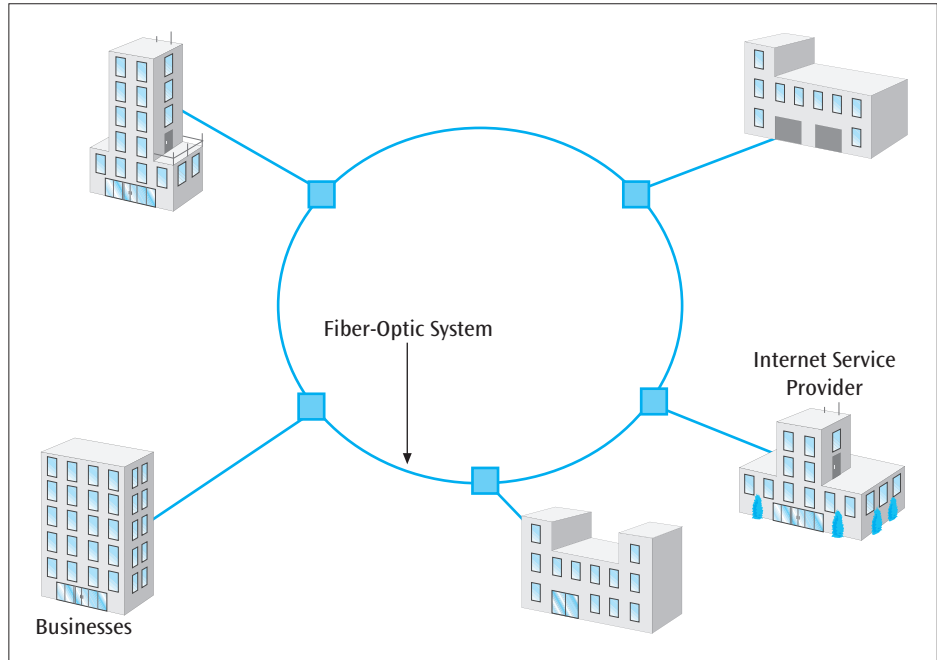 Fiber-Optic System
Internet Service
Provider
Businesses